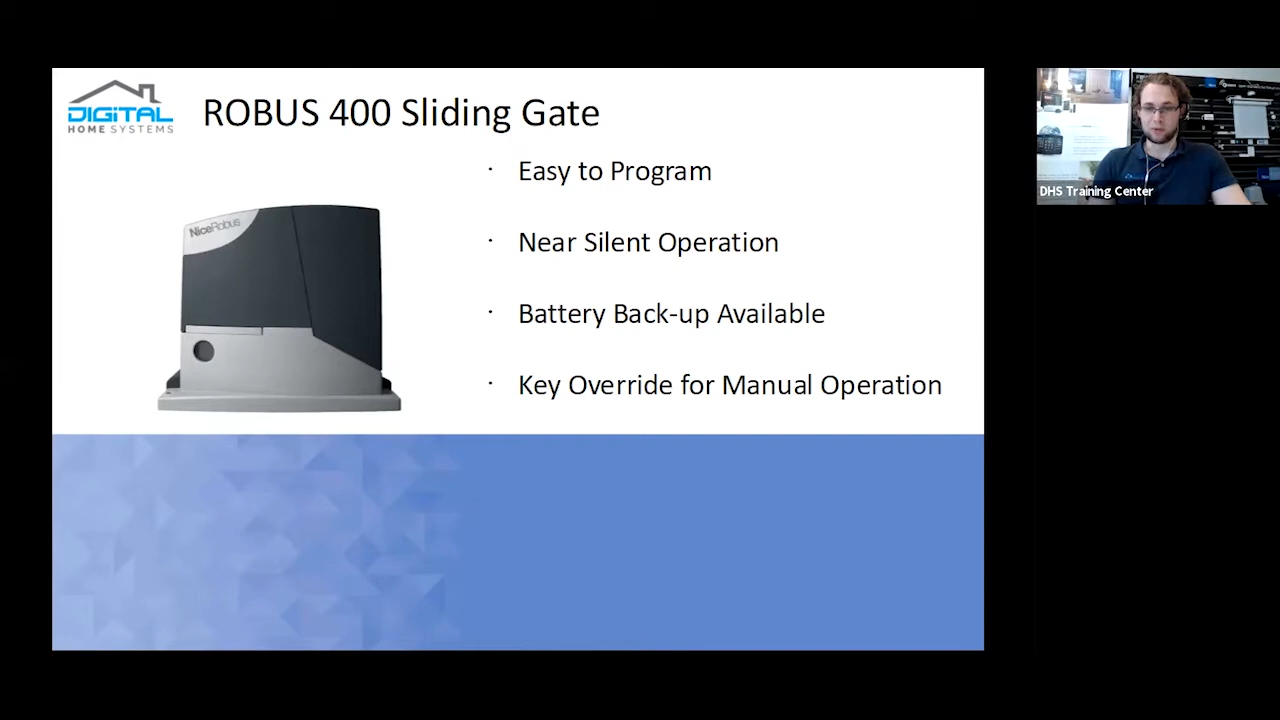 DIGITAL
HOME SYSTEMS
ROBUS 400 Sliding Gate
· Easy to Program
· Near Silent Operation
· Battery Back-up Available
· Key Override for Manual Operation
NiceRobus
DHS Training Center